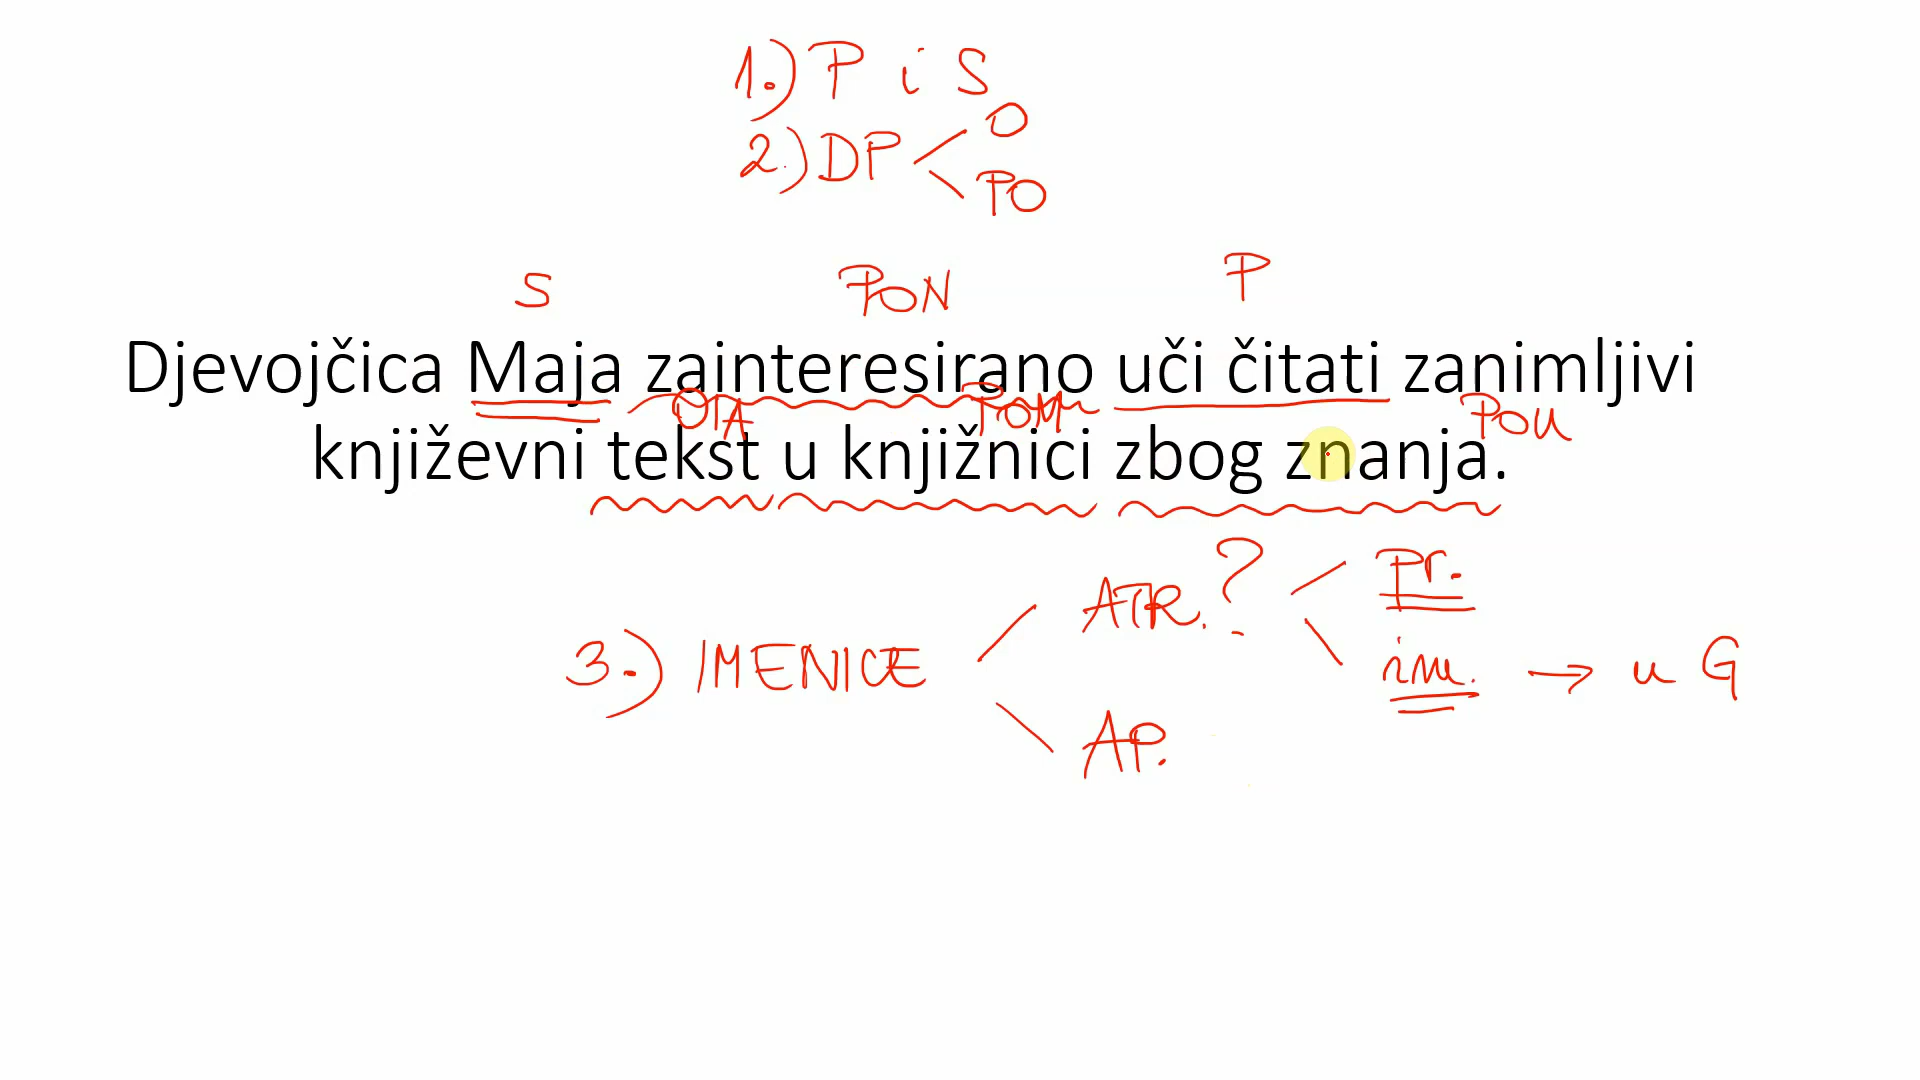 1.) P i S
2.) DP < O
PO
S PON P
Djevojčica Maja zainteresirano uči čitati zanimljivi
O1A POM POU
književni tekst u knjižnici zbog znanja.
3.) IMENICE
ATR. ?
Pr.
im. → u G
AP.